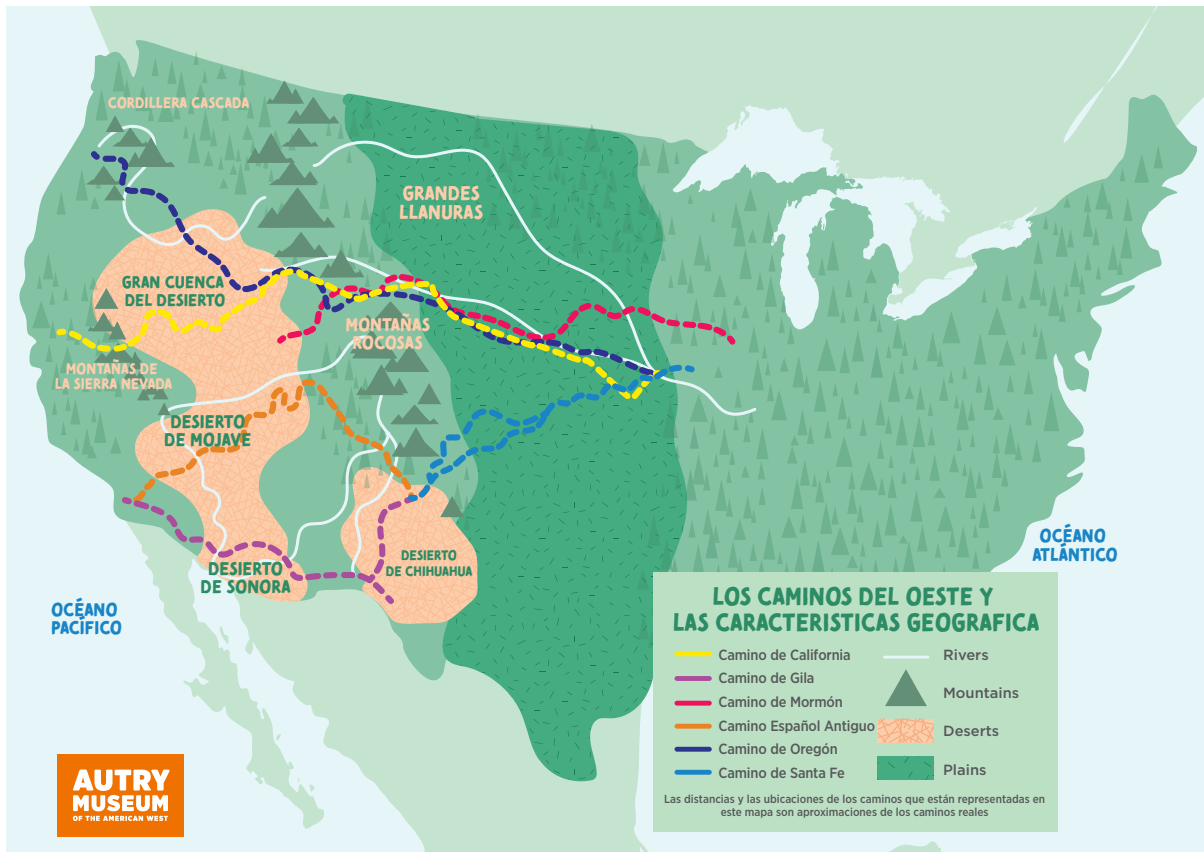 CORDILLERA CASCADA
GRANDES
LLANURAS
GRAN CUENCA
DEL DESIERTO
MONTAÑAS
ROCOSAS
MONTAÑAS DE
LA SIERRA NEVADA
DESIERTO
DE MOJAVE
DESIERTO
DE SONORA
DESIERTO
DE CHIHUAHUA
OCÉANO
PACÍFICO
OCÉANO
ATLÁNTICO
LOS CAMINOS DEL OESTE Y
LAS CARACTERISTICAS GEOGRAFICA
Camino de California
Camino de Gila
Camino de Mormón
Camino Español Antiguo
Camino de Oregón
Camino de Santa Fe
Rivers
Mountains
Deserts
Plains
Las distancias y las ubicaciones de los caminos que están representadas en
este mapa son aproximaciones de los caminos reales
AUTRY
MUSEUM
OF THE AMERICAN WEST